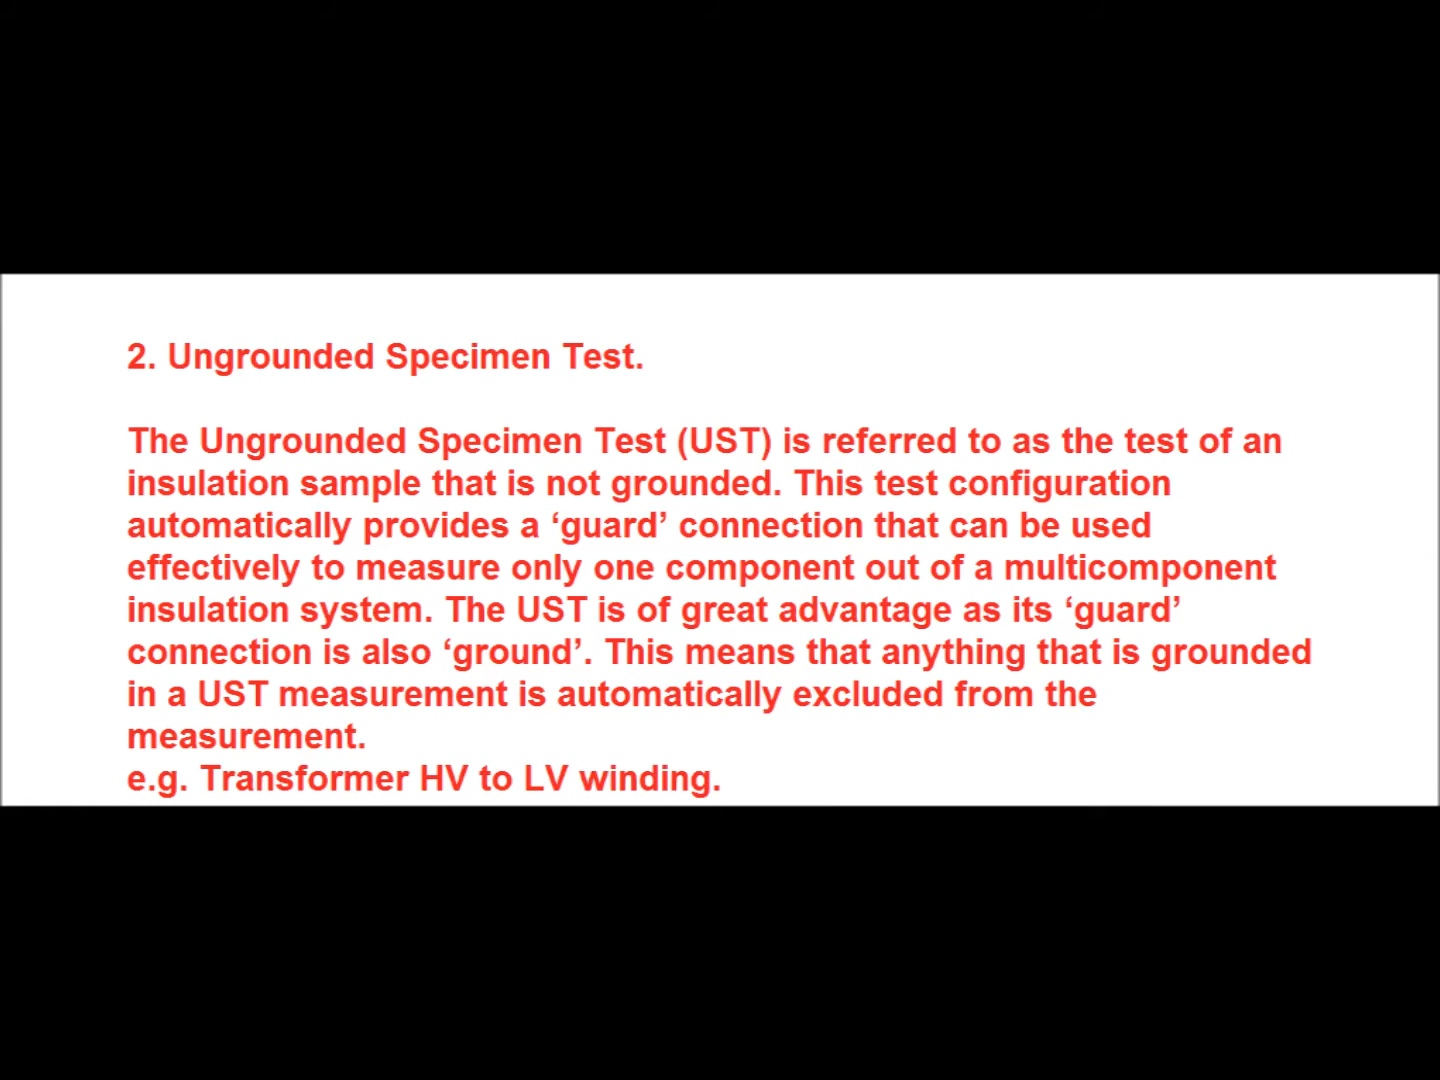 2. Ungrounded Specimen Test.
The Ungrounded Specimen Test (UST) is referred to as the test of an
insulation sample that is not grounded. This test configuration
automatically provides a ‘guard’ connection that can be used
effectively to measure only one component out of a multicomponent
insulation system. The UST is of great advantage as its ‘guard’
connection is also ‘ground’. This means that anything that is grounded
in a UST measurement is automatically excluded from the
measurement.
e.g. Transformer HV to LV winding.